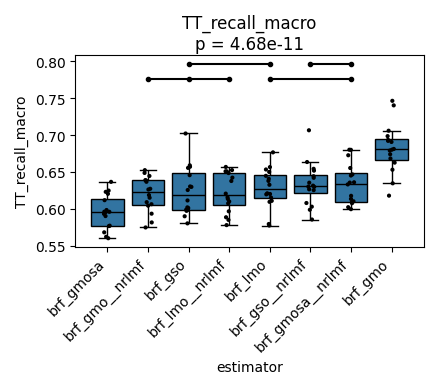 TT_recall_macro
p = 4.68e-11
0.80
0.75
0.70
0.65
0.60
0.55
TT_recall_macro
brf_gmosa
brf_gmo__nrlmf
brf_gso
brf_lmo__nrlmf
brf_lmo
brf_gso__nrlmf
brf_gmosa__nrlmf
brf_gmo
estimator